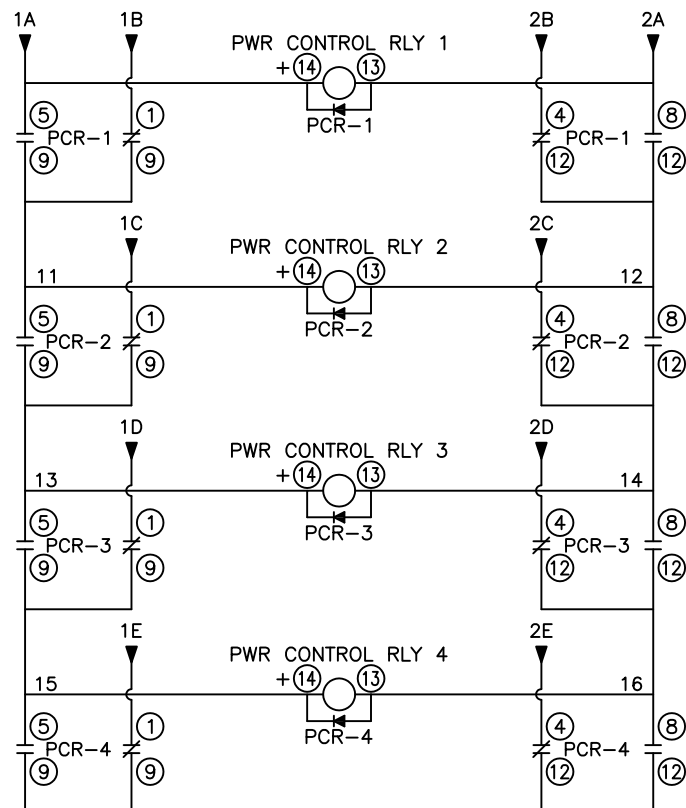 1A 1B 2B 2A
PWR CONTROL RLY 1
+ 14 13
5 1 4 8
PCR-1 PCR-1 PCR-1
9 9 12 12
1C 2C
PWR CONTROL RLY 2
11 + 14 13 12
5 1 4 8
PCR-2 PCR-2 PCR-2
9 9 12 12
1D 2D
PWR CONTROL RLY 3
13 + 14 13 14
5 1 4 8
PCR-3 PCR-3 PCR-3
9 9 12 12
1E 2E
PWR CONTROL RLY 4
15 + 14 13 16
5 1 4 8
PCR-4 PCR-4 PCR-4
9 9 12 12